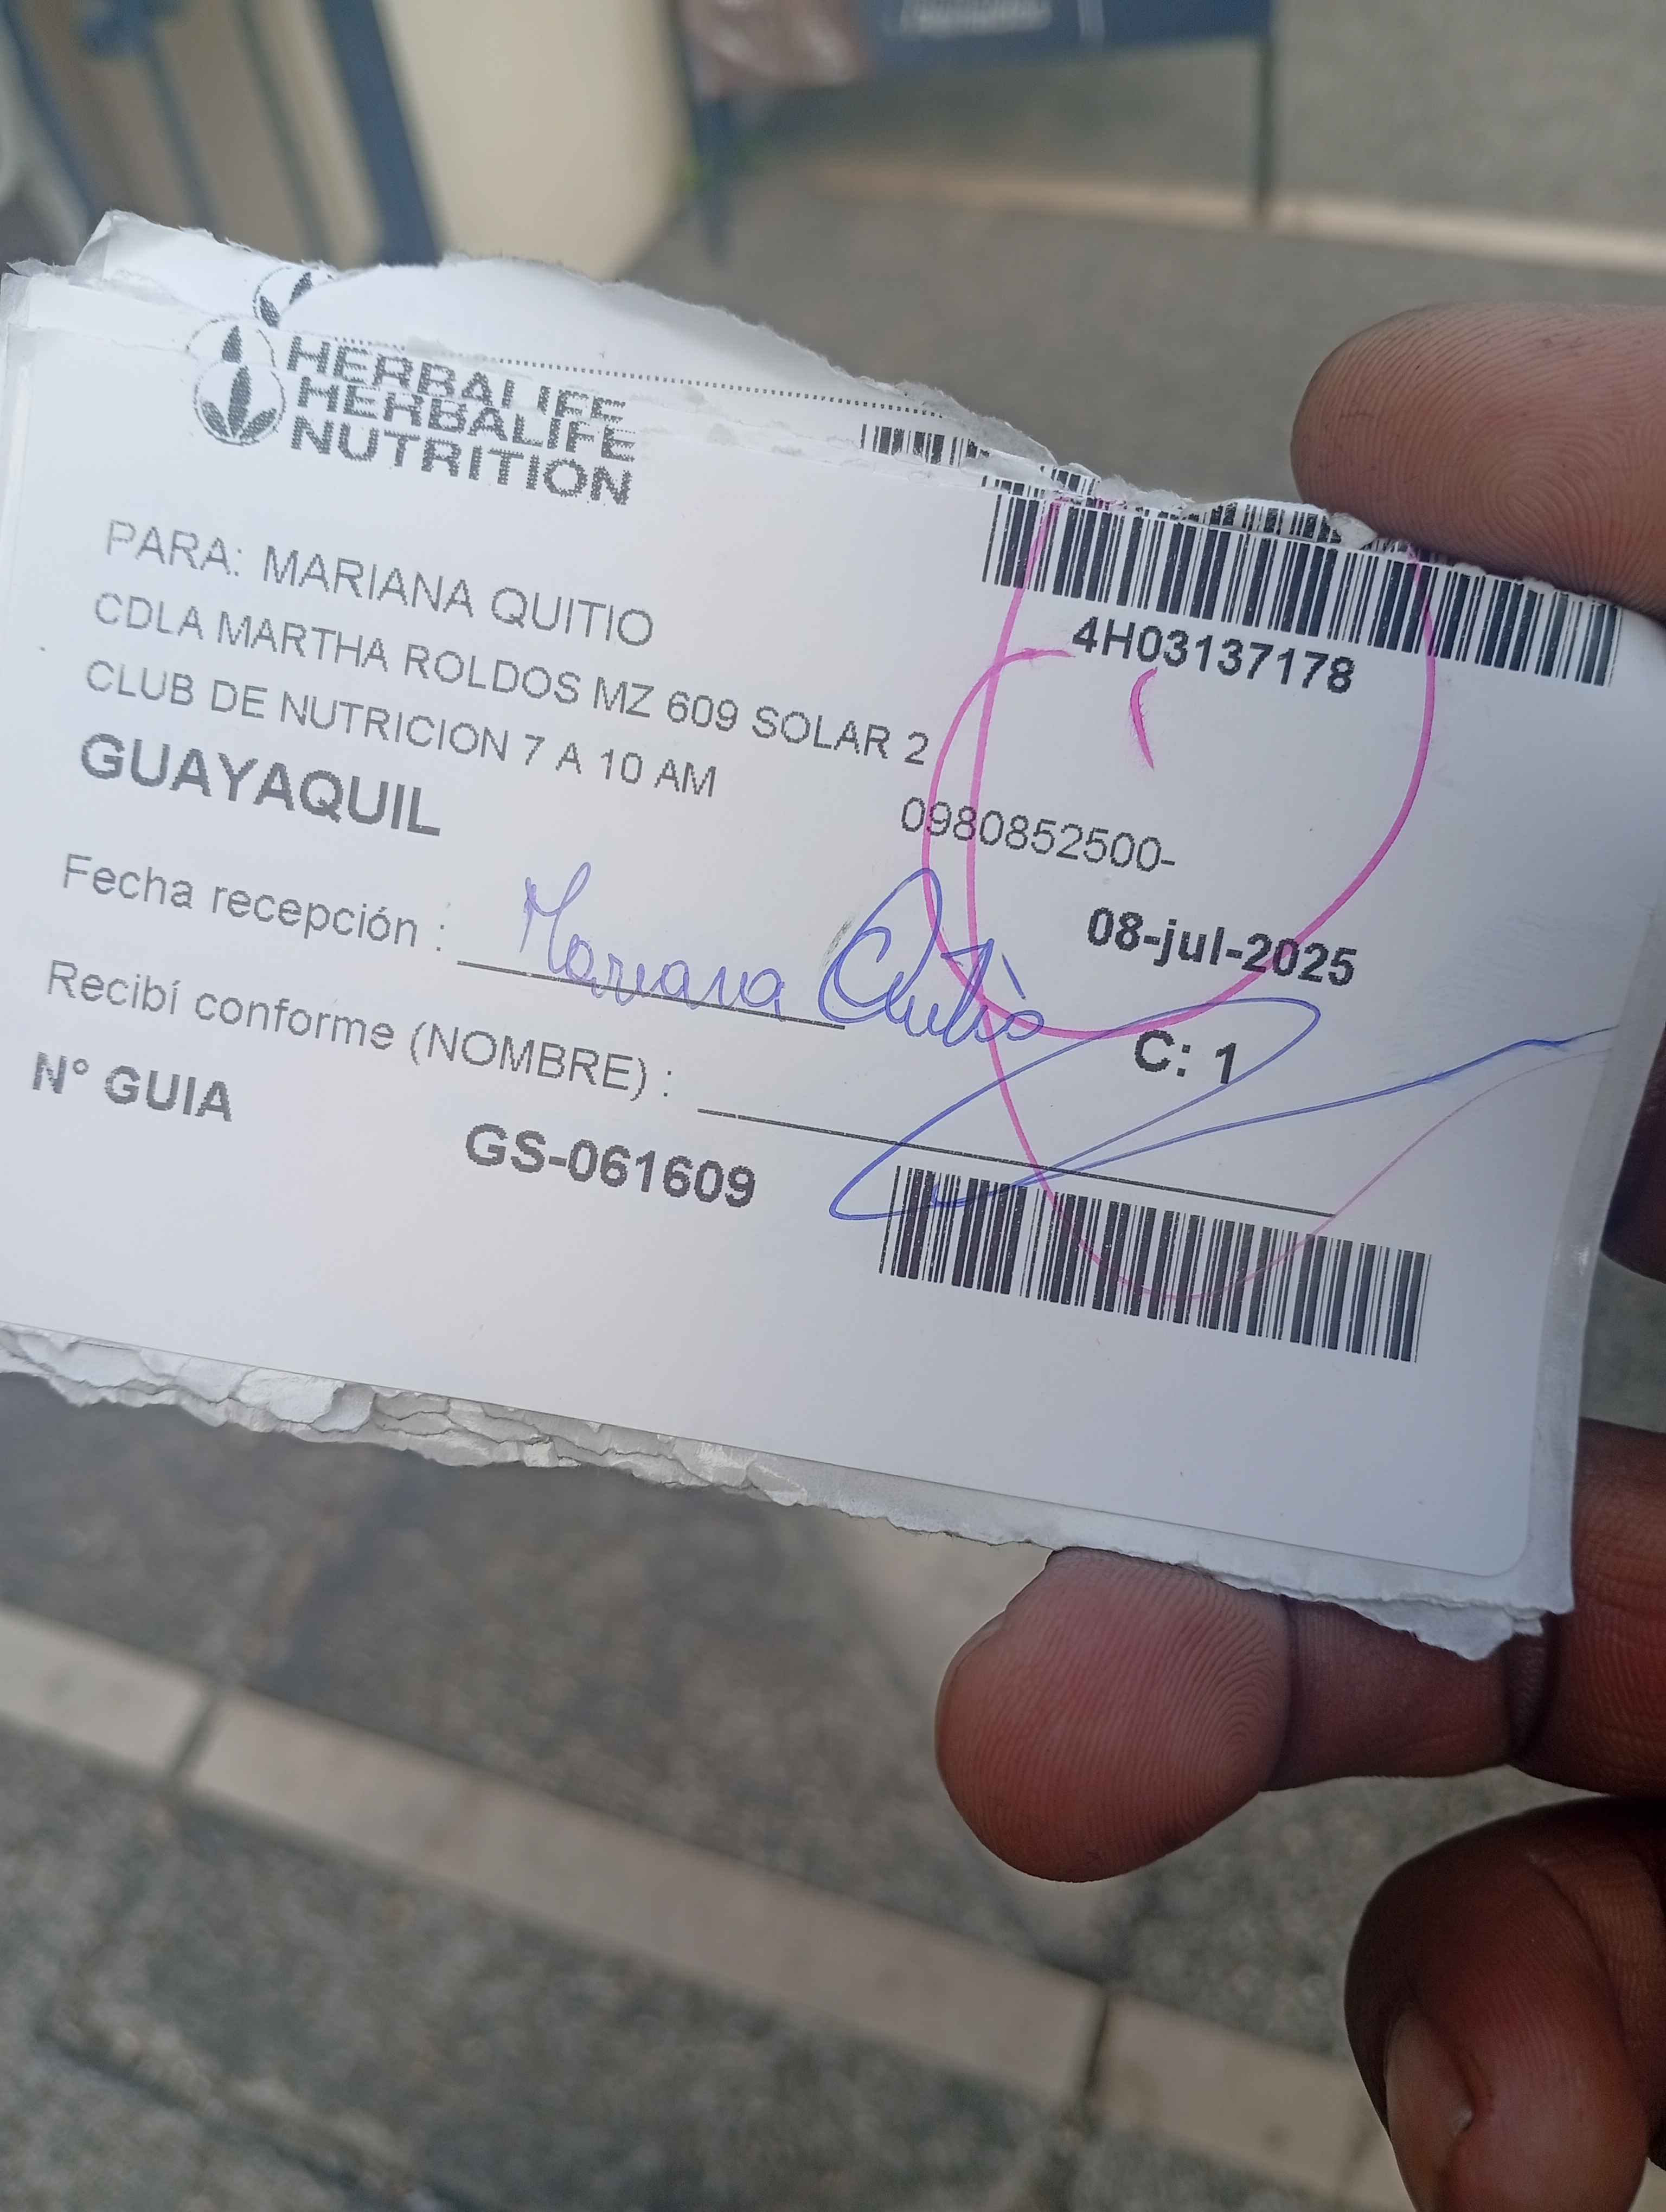 HERBALIFE
HERBALIFE
NUTRITION
4H03137178
PARA: MARIANA QUITIO
CDLA MARTHA ROLDOS MZ 609 SOLAR 2
CLUB DE NUTRICION 7 A 10 AM
GUAYAQUIL
0980852500-
08-jul-2025
Fecha recepción : Mariana Quitio
C: 1
Recibí conforme (NOMBRE) :
N° GUIA GS-061609